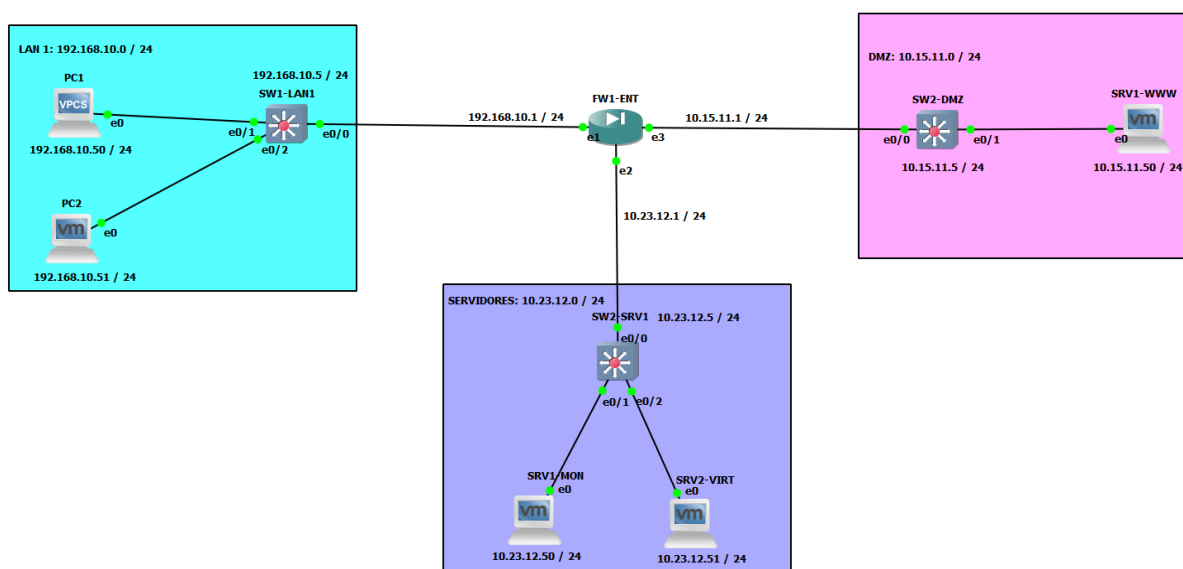 LAN 1: 192.168.10.0 / 24
PC1
VPCS
e0
192.168.10.50 / 24
192.168.10.5 / 24
SW1-LAN1
e0/1
e0/0
e0/2
PC2
vm
e0
192.168.10.51 / 24
192.168.10.1 / 24
FW1-ENT
e1
e3
e2
10.15.11.1 / 24
10.23.12.1 / 24
DMZ: 10.15.11.0 / 24
SW2-DMZ
e0/0
e0/1
10.15.11.5 / 24
SRV1-WWW
vm
e0
10.15.11.50 / 24
SERVIDORES: 10.23.12.0 / 24
SW2-SRV1
10.23.12.5 / 24
e0/0
e0/1
e0/2
SRV1-MON
e0
vm
10.23.12.50 / 24
SRV2-VIRT
e0
vm
10.23.12.51 / 24